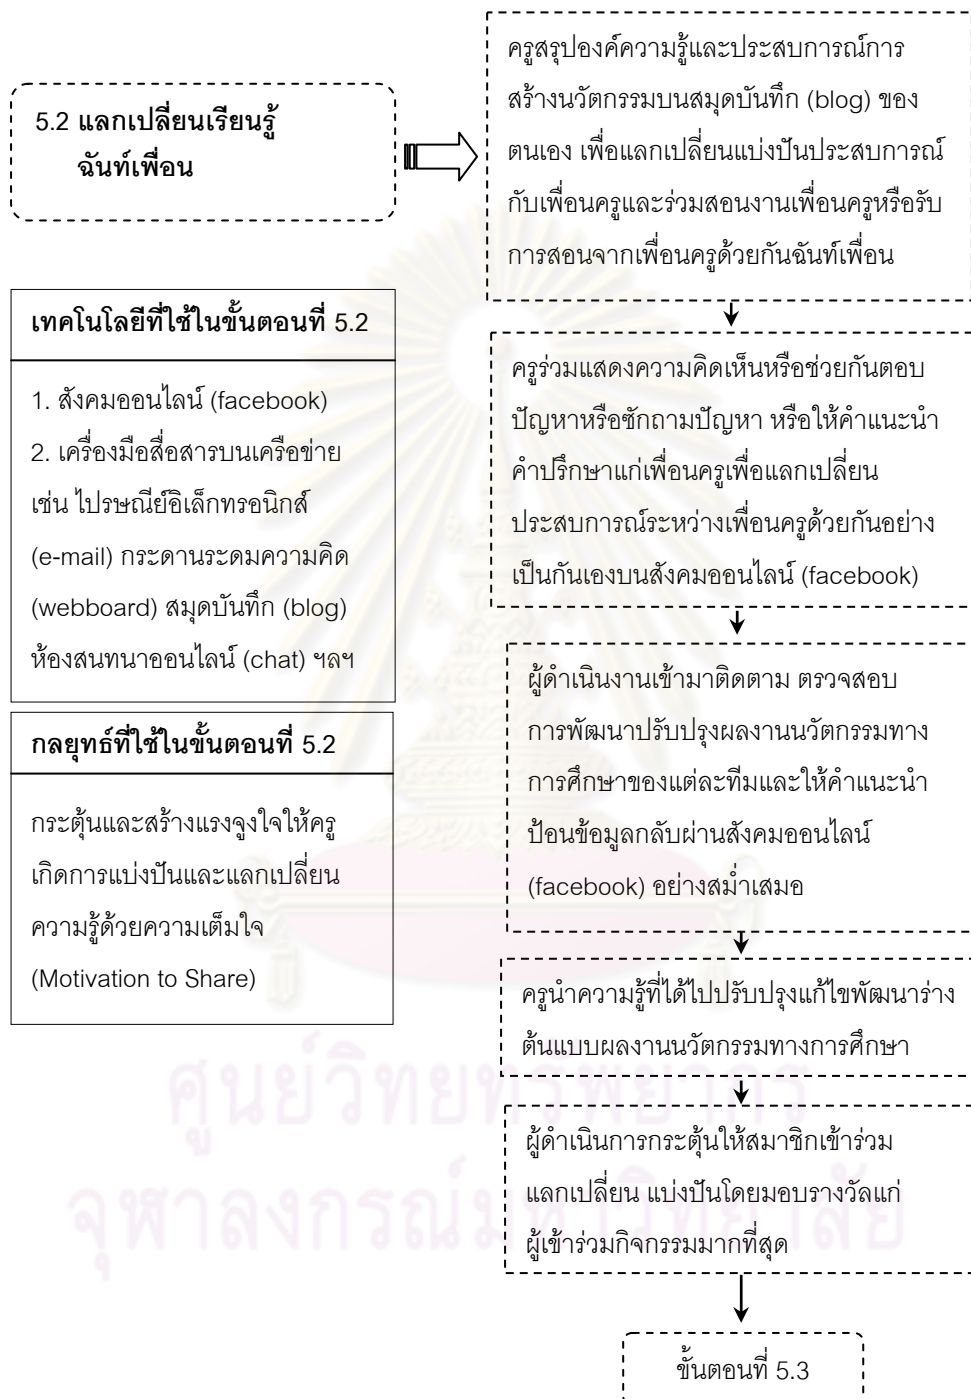 5.2 แลกเปลี่ยนเรียนรู้
ฉันท์เพื่อน
ครูสรุปองค์ความรู้และประสบการณ์การ
สร้างนวัตกรรมบนสมุดบันทึก (blog) ของ
ตนเอง เพื่อแลกเปลี่ยนแบ่งปันประสบการณ์
กับเพื่อนครูและร่วมสอนงานเพื่อนครูหรือรับ
การสอนจากเพื่อนครูด้วยกันฉันท์เพื่อน
เทคโนโลยีที่ใช้ในขั้นตอนที่ 5.2
1. สังคมออนไลน์ (facebook)
2. เครื่องมือสื่อสารบนเครือข่าย
เช่น ไปรษณีย์อิเล็กทรอนิกส์
(e-mail) กระดานระดมความคิด
(webboard) สมุดบันทึก (blog)
ห้องสนทนาออนไลน์ (chat) ฯลฯ
กลยุทธ์ที่ใช้ในขั้นตอนที่ 5.2
กระตุ้นและสร้างแรงจูงใจให้ครู
เกิดการแบ่งปันและแลกเปลี่ยน
ความรู้ด้วยความเต็มใจ
(Motivation to Share)
ครูร่วมแสดงความคิดเห็นหรือช่วยกันตอบ
ปัญหาหรือซักถามปัญหา หรือให้คำแนะนำ
คำปรึกษาแก่เพื่อนครูเพื่อแลกเปลี่ยน
ประสบการณ์ระหว่างเพื่อนครูด้วยกันอย่าง
เป็นกันเองบนสังคมออนไลน์ (facebook)
ผู้ดำเนินงานเข้ามาติดตาม ตรวจสอบ
การพัฒนาปรับปรุงผลงานนวัตกรรมทาง
การศึกษาของแต่ละทีมและให้คำแนะนำ
ป้อนข้อมูลกลับผ่านสังคมออนไลน์
(facebook) อย่างสม่ำเสมอ
ครูนำความรู้ที่ได้ไปปรับปรุงแก้ไขพัฒนาร่าง
ต้นแบบผลงานนวัตกรรมทางการศึกษา
ผู้ดำเนินการกระตุ้นให้สมาชิกเข้าร่วม
แลกเปลี่ยน แบ่งปันโดยมอบรางวัลแก่
ผู้เข้าร่วมกิจกรรมมากที่สุด
ขั้นตอนที่ 5.3
ศูนย์วิทยทรัพยากร
จุฬาลงกรณ์มหาวิทยาลัย